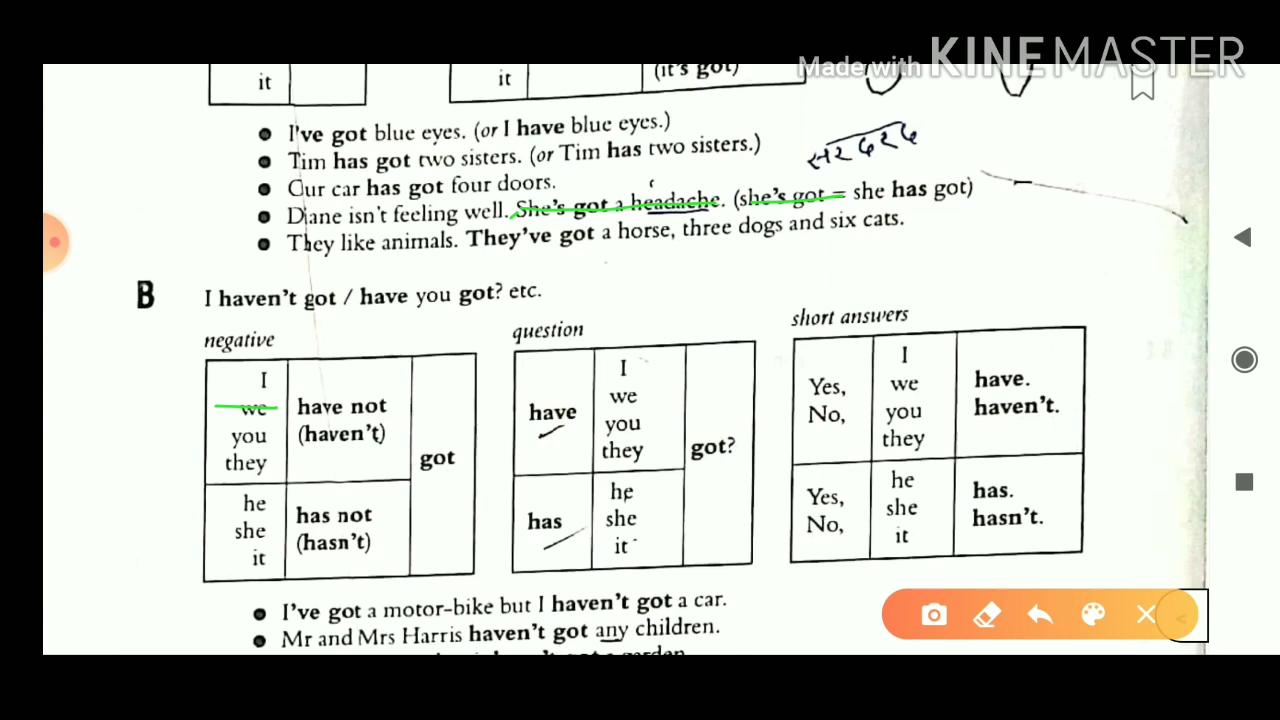 Made with KINEMASTER
it it (it's got)
I've got blue eyes. (or I have blue eyes.)
Tim has got two sisters. (or Tim has two sisters.)
Our car has got four doors.
Diane isn't feeling well. She's got a headache. (she's got = she has got)
They like animals. They've got a horse, three dogs and six cats.
B I haven't got / have you got? etc.
negative
I
we
you
they
have not
(haven't)
he
she
it
has not
(hasn't)
got
question
have
I
we
you
they
has
he
she
it
got?
short answers
Yes,
No,
I
we
you
they
have.
haven't.
Yes,
No,
he
she
it
has.
hasn't.
I've got a motor-bike but I haven't got a car.
Mr and Mrs Harris haven't got any children.